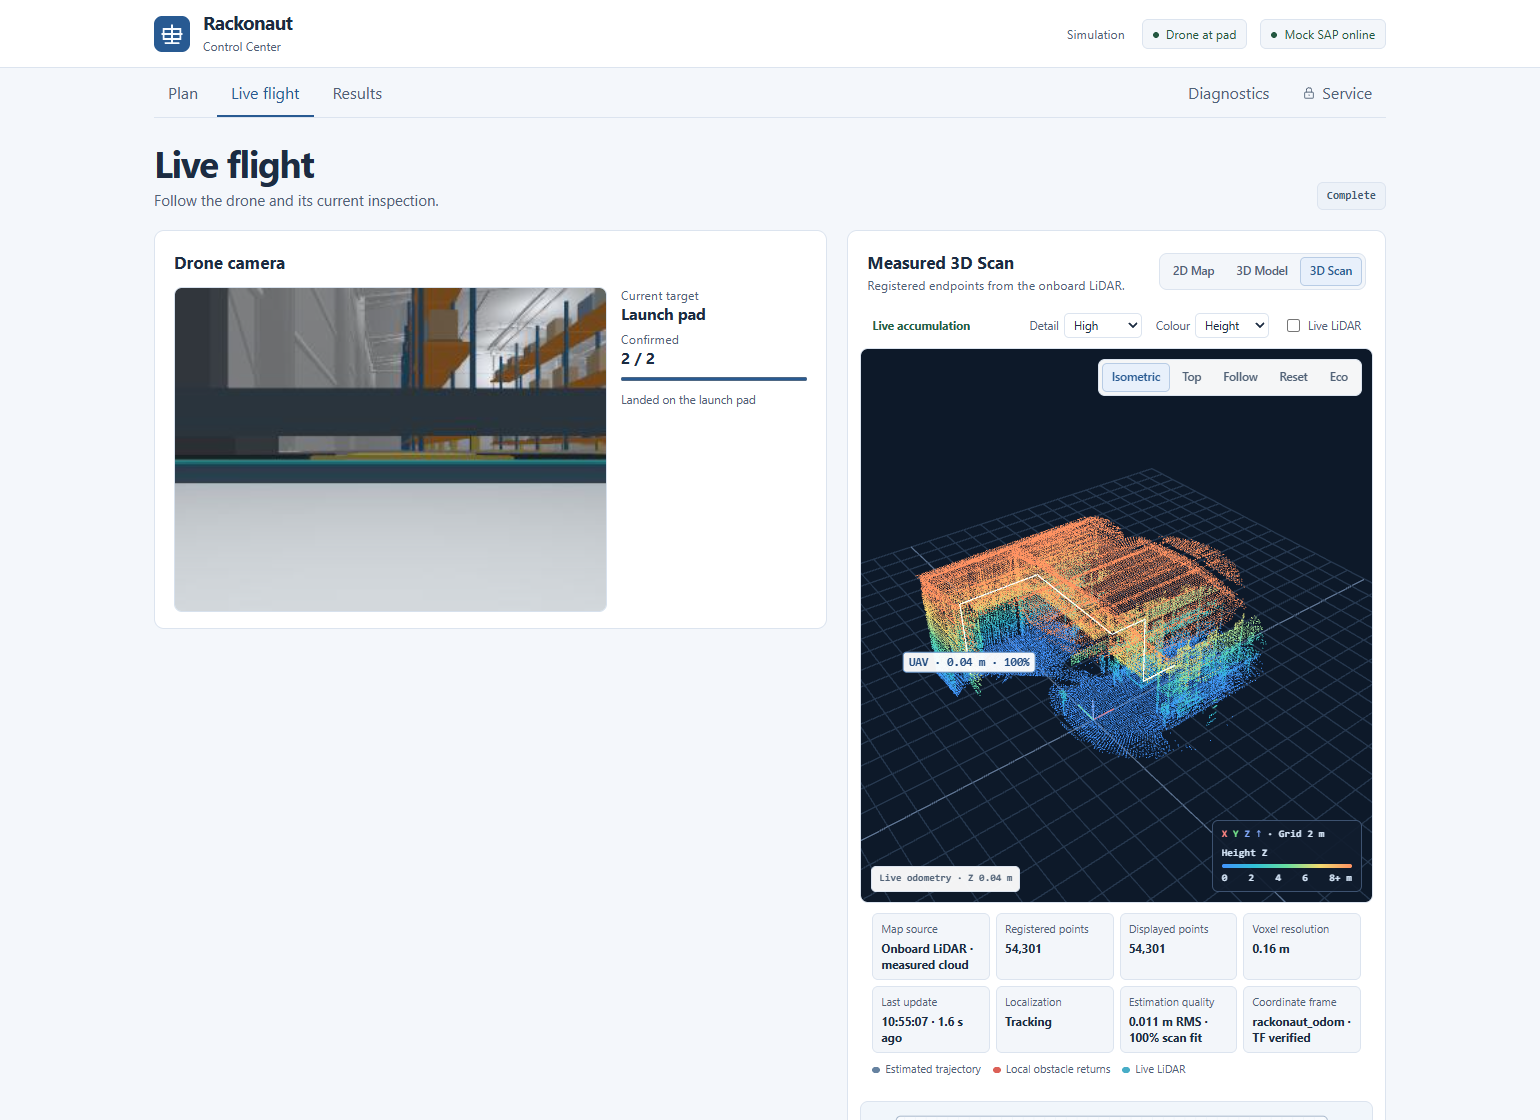 Rackonaut
Control Center
Simulation
Drone at pad
Mock SAP online
Plan
Live flight
Results
Diagnostics
Service
Live flight
Follow the drone and its current inspection.
Complete
Drone camera
Current target
Launch pad
Confirmed
2 / 2
Landed on the launch pad
Measured 3D Scan
Registered endpoints from the onboard LiDAR.
2D Map
3D Model
3D Scan
Live accumulation
Detail
High
Colour
Height
Live LiDAR
Isometric
Top
Follow
Reset
Eco
UAV · 0.04 m · 100%
X Y Z ↑ · Grid 2 m
Height Z
0 2 4 6 8+ m
Live odometry · Z 0.04 m
Map source
Onboard LiDAR ·
measured cloud
Registered points
54,301
Displayed points
54,301
Voxel resolution
0.16 m
Last update
10:55:07 · 1.6 s
ago
Localization
Tracking
Estimation quality
0.011 m RMS ·
100% scan fit
Coordinate frame
rackonaut_odom ·
TF verified
Estimated trajectory
Local obstacle returns
Live LiDAR